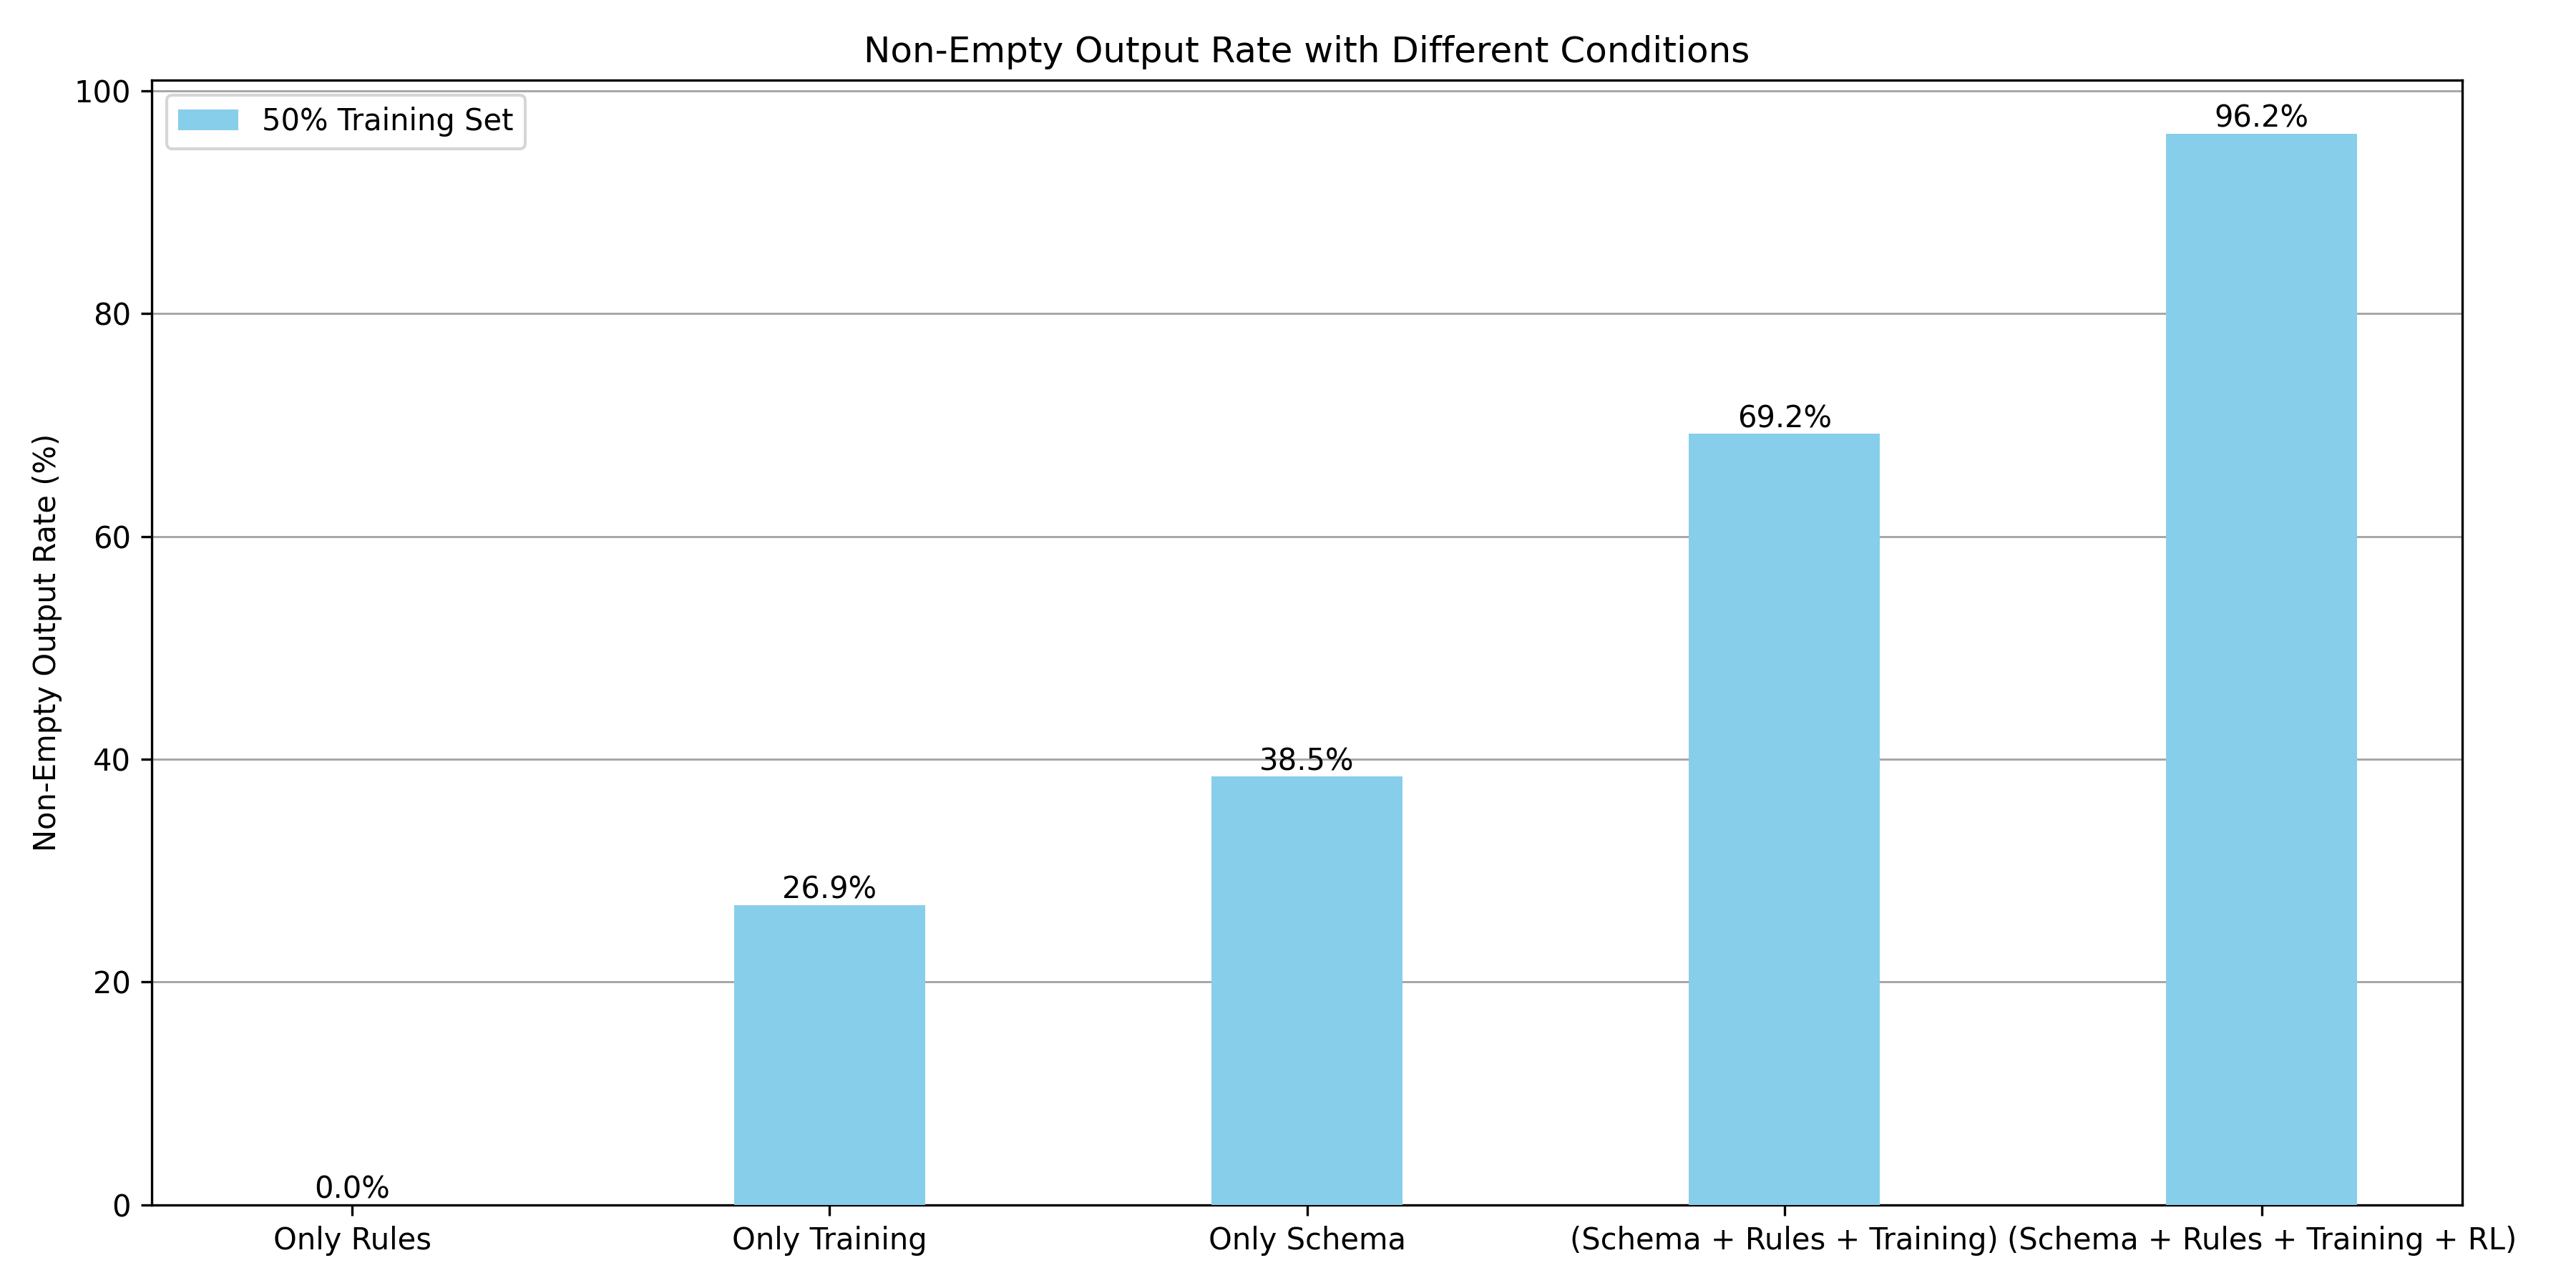 Non-Empty Output Rate with Different Conditions
50% Training Set
Non-Empty Output Rate (%)
100
80
60
40
20
0
0.0%
26.9%
38.5%
69.2%
96.2%
Only Rules
Only Training
Only Schema
(Schema + Rules + Training)
(Schema + Rules + Training + RL)